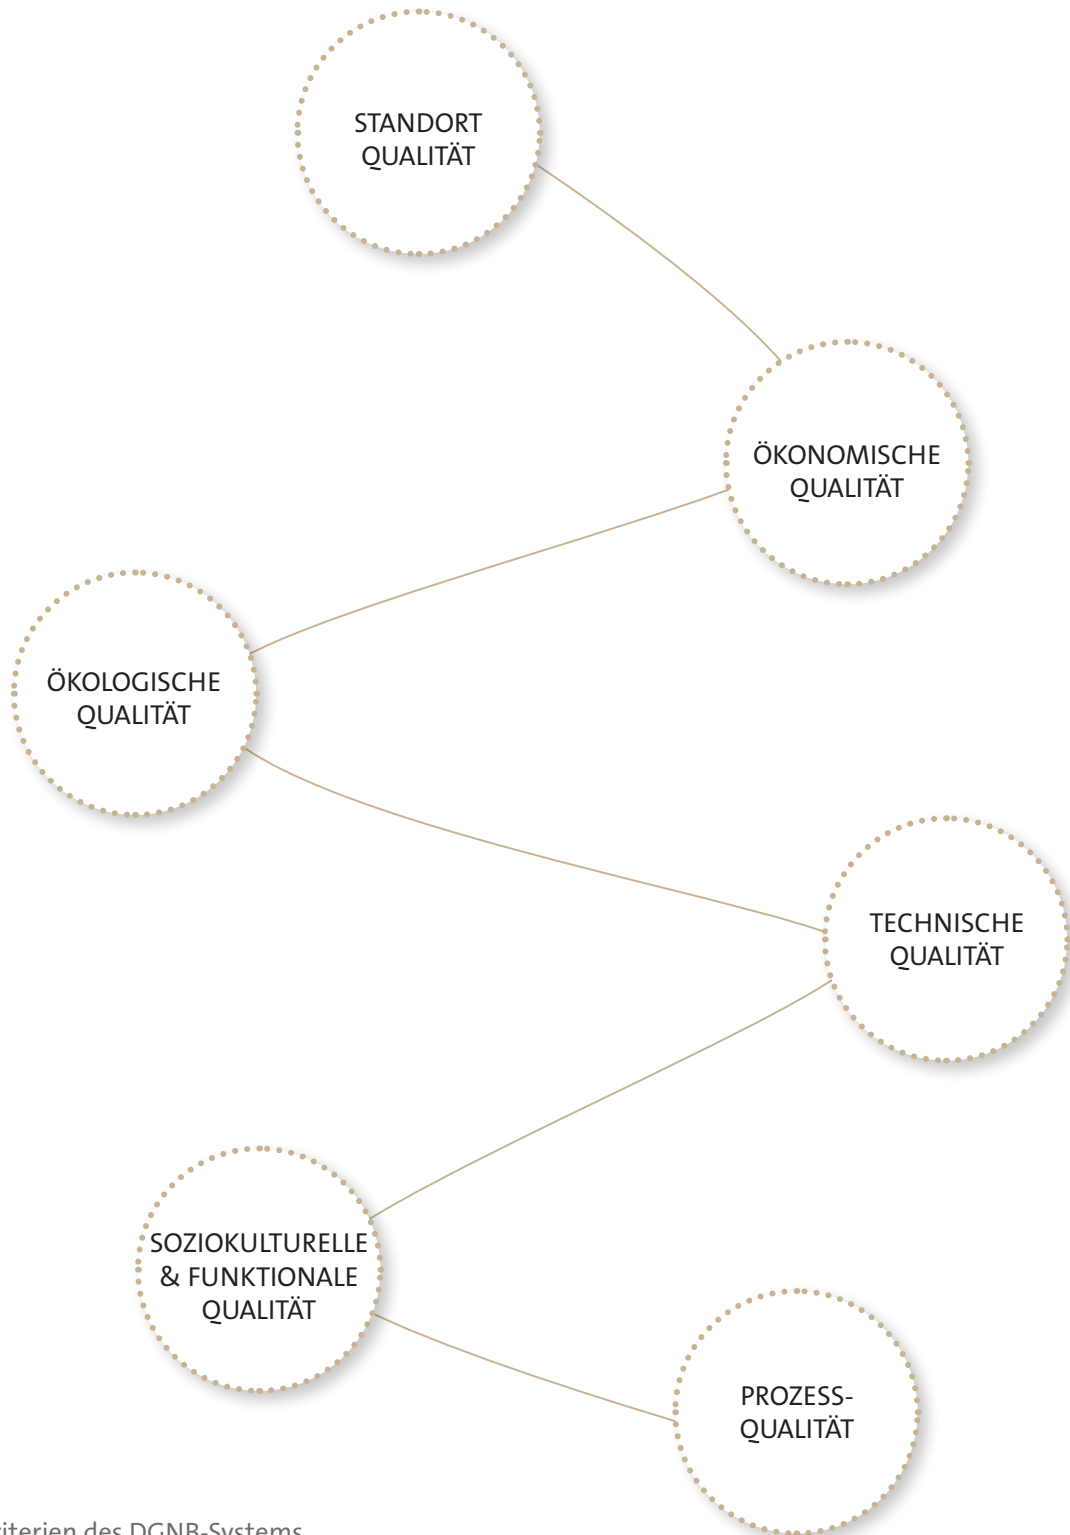 STANDORT
QUALITÄT
ÖKONOMISCHE
QUALITÄT
ÖKOLOGISCHE
QUALITÄT
TECHNISCHE
QUALITÄT
SOZIOKULTURELLE
& FUNKTIONALE
QUALITÄT
PROZESS-
QUALITÄT
des DGNB-Systems